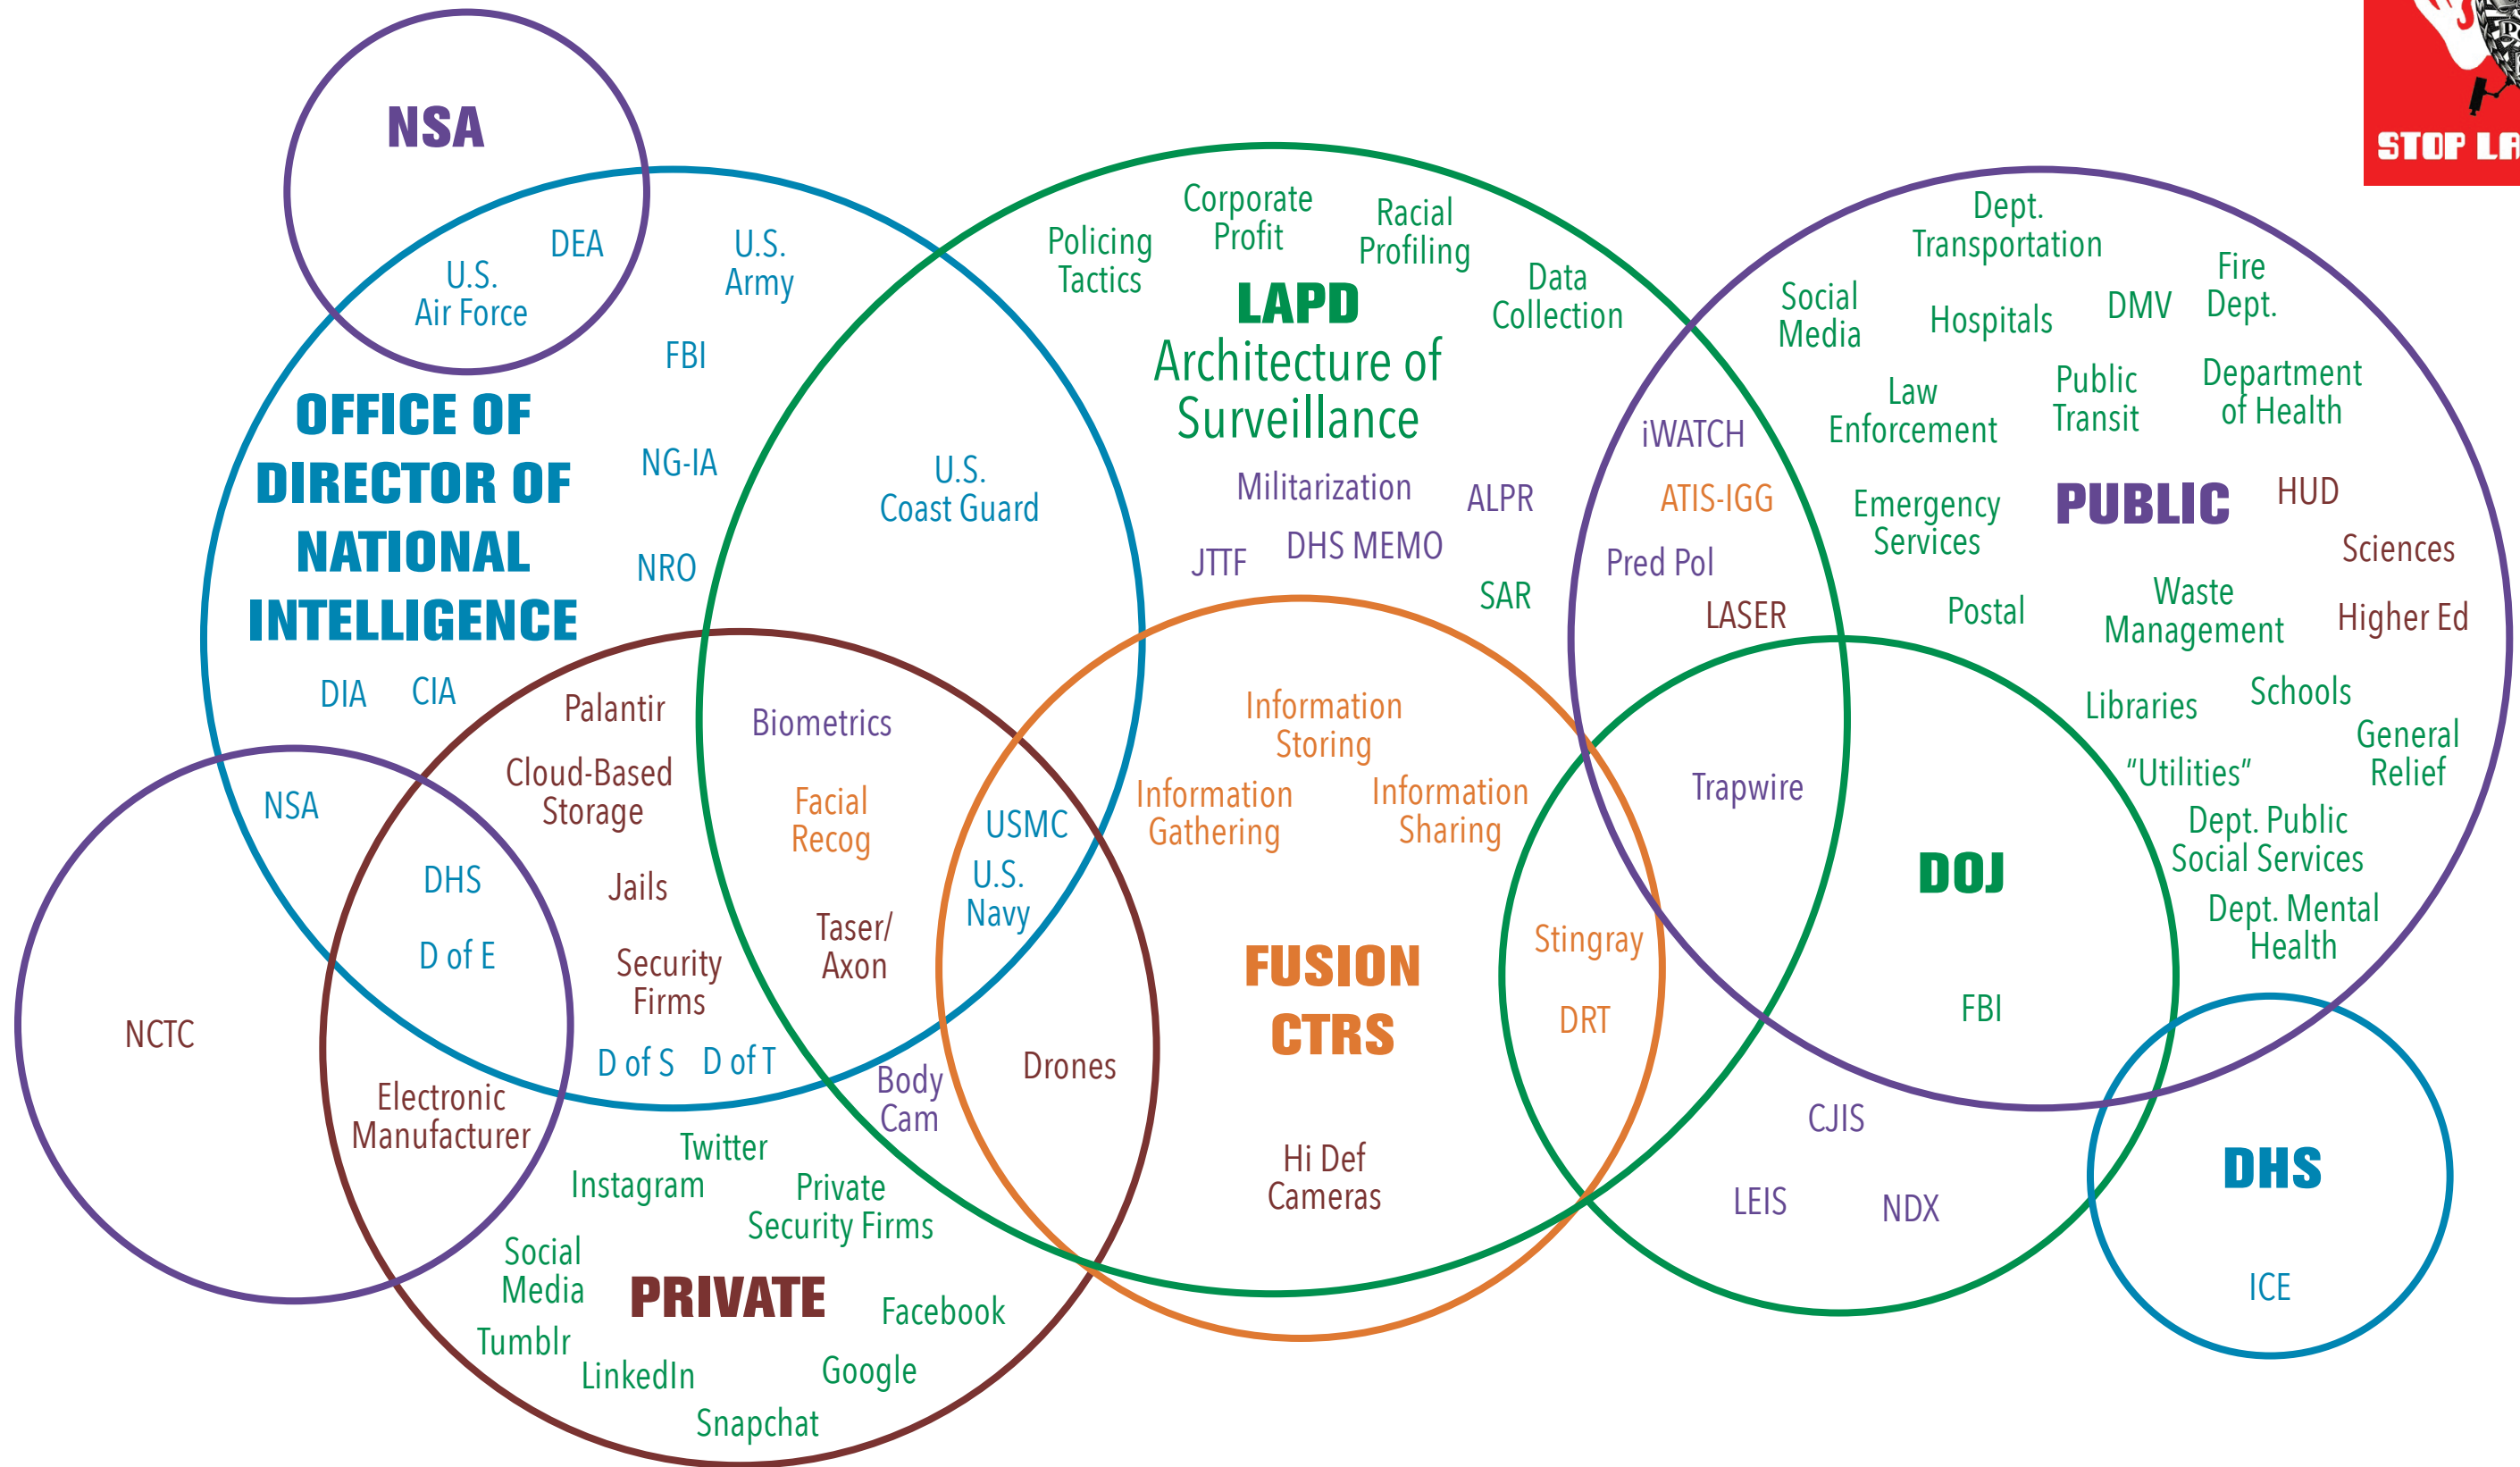 STOP
NSA
DEA
U.S.
Air Force
U.S.
Army
FBI
OFFICE OF
DIRECTOR OF
NATIONAL
INTELLIGENCE
NG-IA
NRO
DIA
CIA
U.S.
Coast Guard
Policing
Tactics
Corporate
Profit
Racial
Profiling
Data
Collection
LAPD
Architecture of
Surveillance
Militarization
ALPR
JTTF
DHS MEMO
SAR
iWATCH
ATIS-IGG
Pred Pol
LASER
Dept.
Transportation
Fire
Dept.
Social
Media
Hospitals
DMV
Law
Enforcement
Public
Transit
Department
of Health
Emergency
Services
PUBLIC
HUD
Sciences
Postal
Waste
Management
Higher Ed
Libraries
Schools
General
Relief
"Utilities"
Dept. Public
Social Services
Dept. Mental
Health
Palantir
Cloud-Based
Storage
Biometrics
Facial
Recog
Jails
Security
Firms
Taser/
Axon
USMC
U.S.
Navy
D of S
D of T
NSA
DHS
D of E
NCTC
Electronic
Manufacturer
Body
Cam
Drones
Information
Storing
Information
Gathering
Information
Sharing
FUSION
CTRS
Hi Def
Cameras
Stingray
DRT
Trapwire
DOJ
FBI
CJIS
LEIS
NDX
DHS
ICE
Twitter
Instagram
Private
Security Firms
Social
Media
PRIVATE
Facebook
Tumblr
LinkedIn
Google
Snapchat